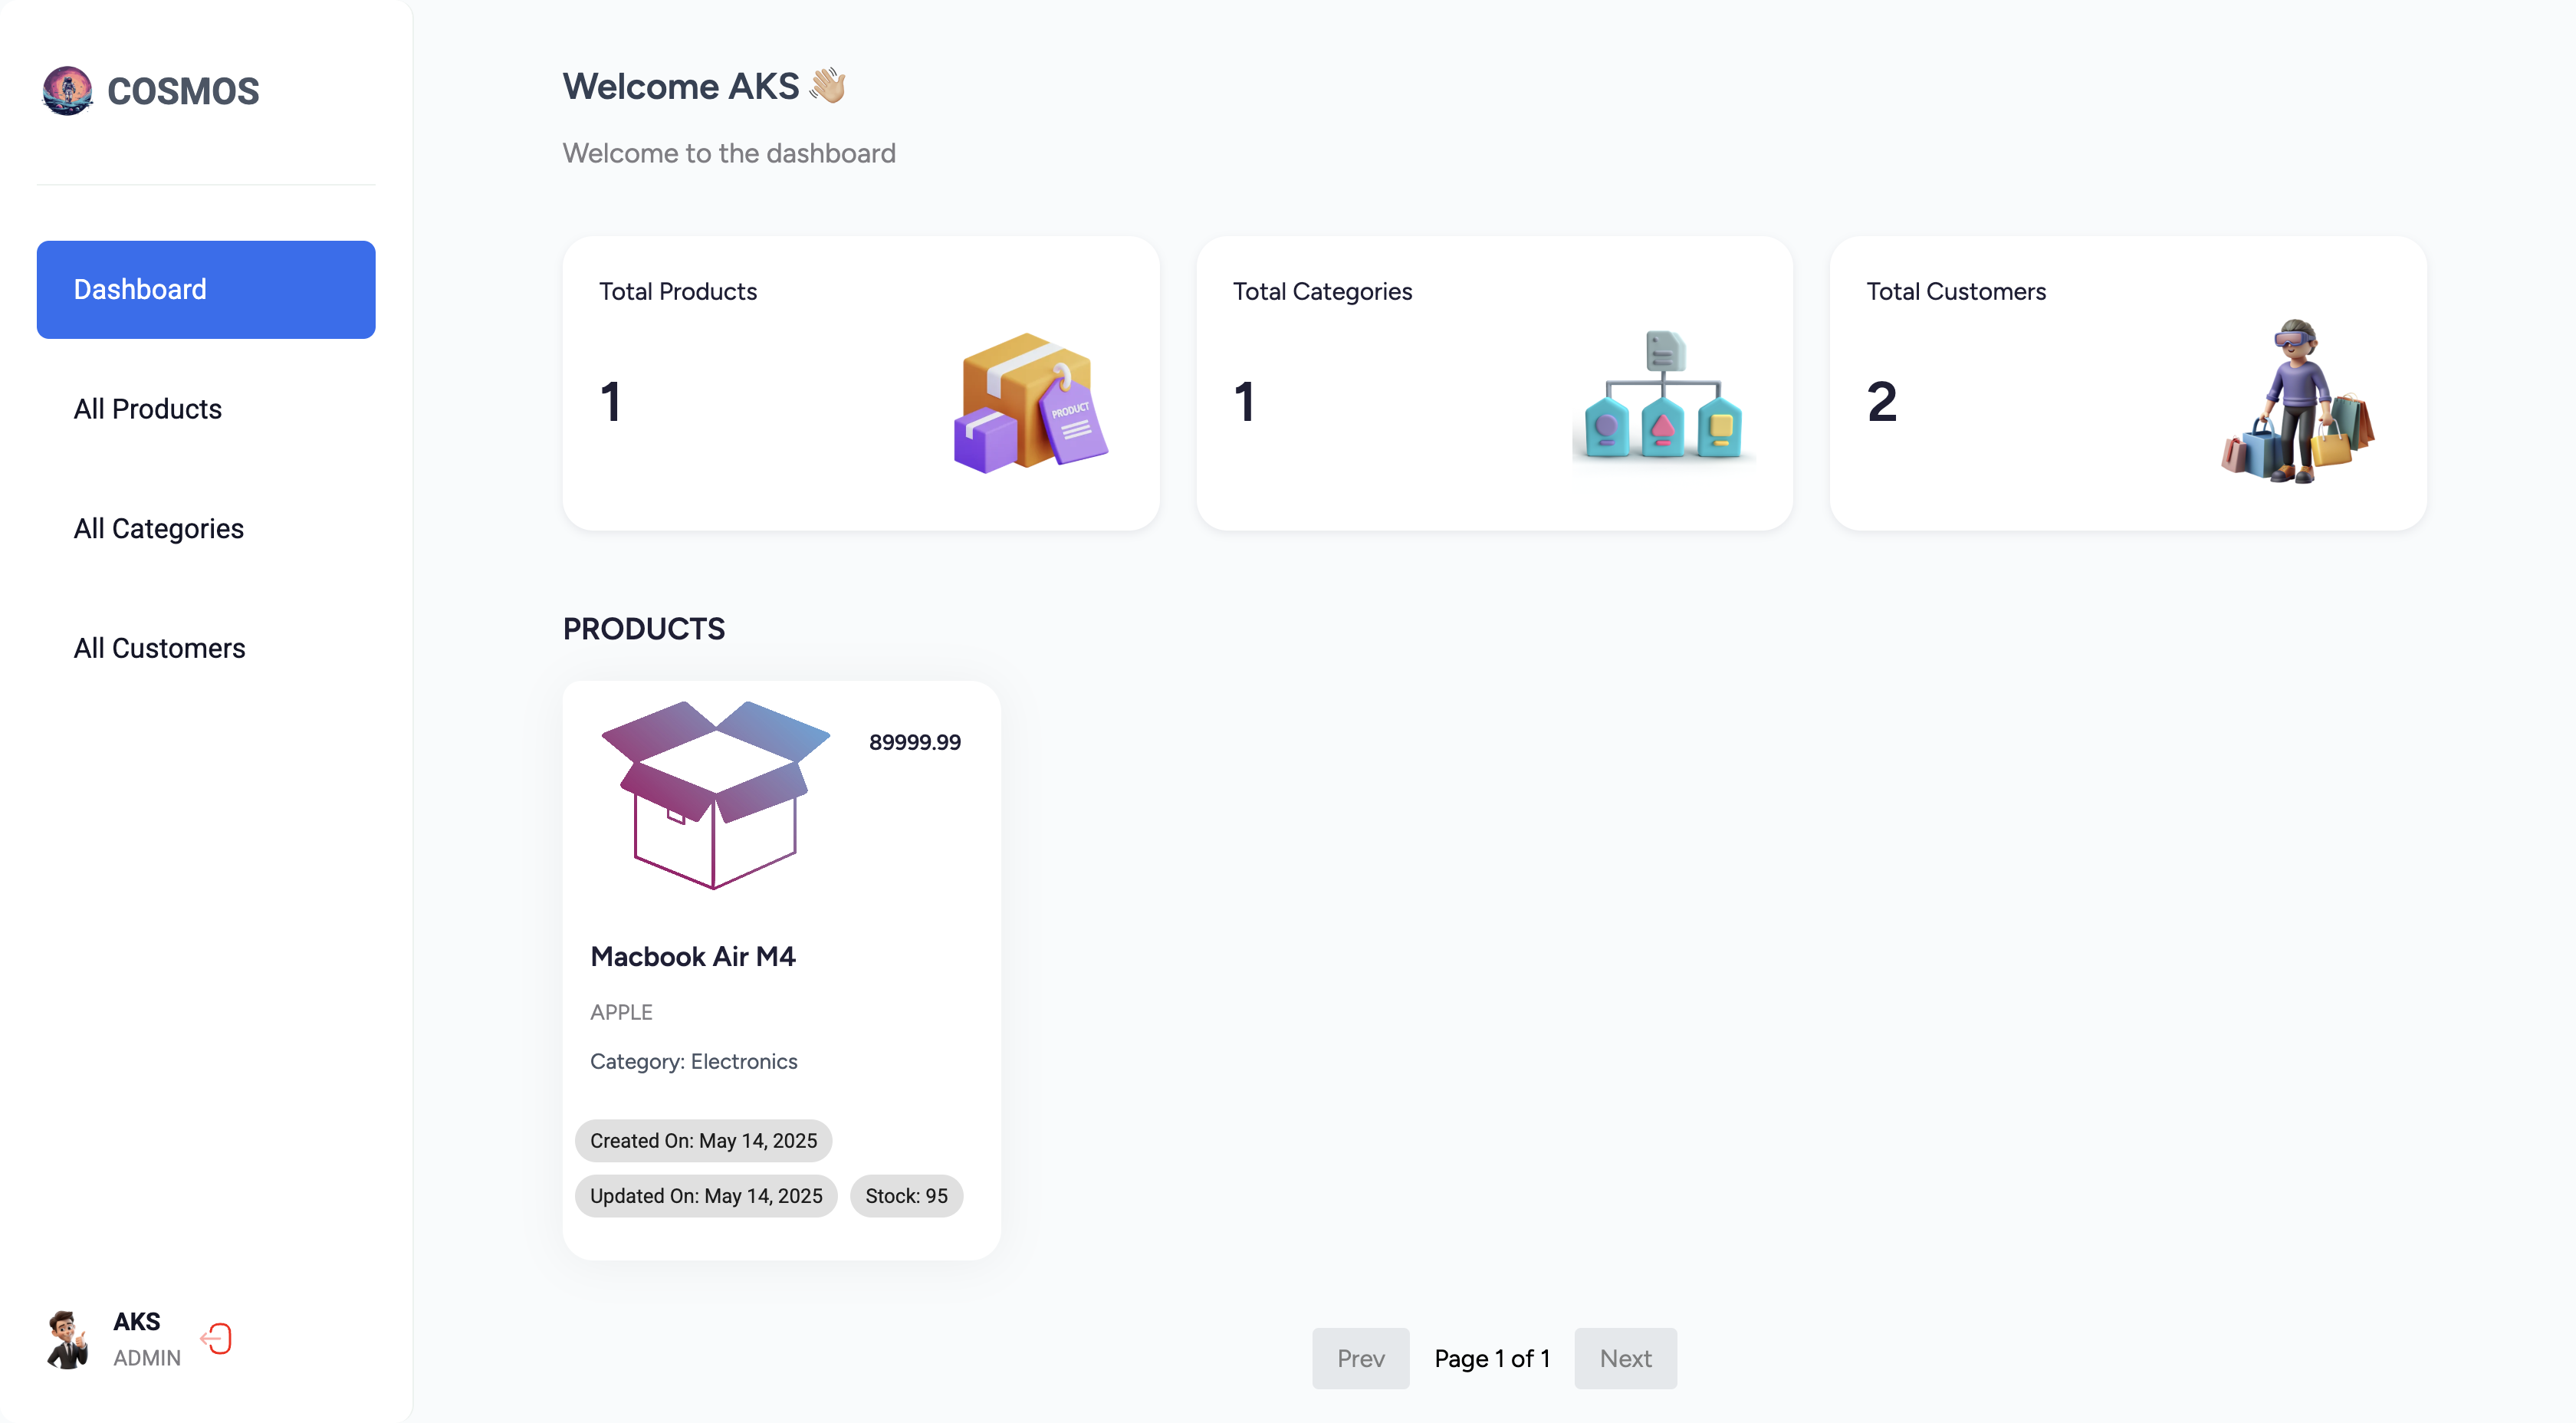 COSMOS
Dashboard
All Products
All Categories
All Customers
AKS
ADMIN
Welcome AKS 👋🏼
Welcome to the dashboard
Total Products
1
PRODUCT
Total Categories
1
Total Customers
2
PRODUCTS
89999.99
Macbook Air M4
APPLE
Category: Electronics
Created On: May 14, 2025
Updated On: May 14, 2025
Stock: 95
Prev
Page 1 of 1
Next